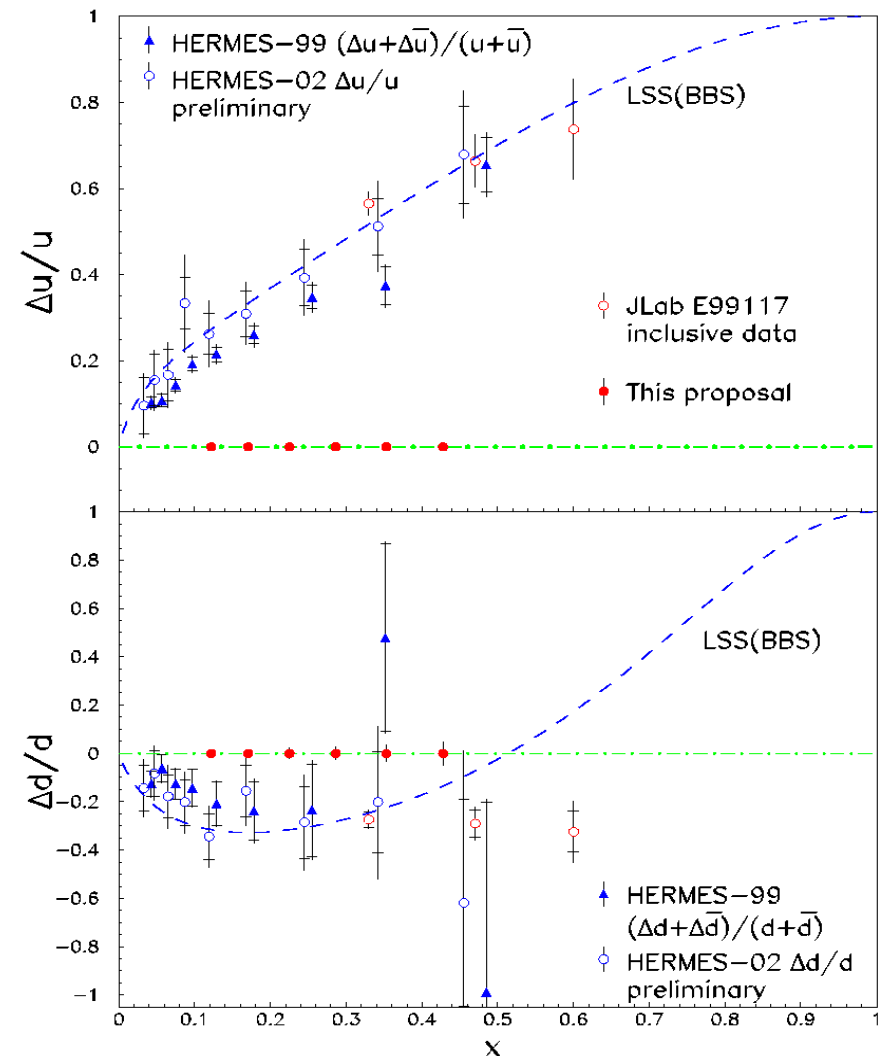 HERMES−99 (Δu+Δu̅)/(u+u̅)
HERMES−02 Δu/u
preliminary
LSS(BBS)
JLab E99117
inclusive data
This proposal
Δu/u
1
0.8
0.6
0.4
0.2
0
LSS(BBS)
HERMES−99
(Δd+Δd̅)/(d+d̅)
HERMES−02 Δd/d
preliminary
Δd/d
1
0.8
0.6
0.4
0.2
0
−0.2
−0.4
−0.6
−0.8
−1
0 0.1 0.2 0.3 0.4 0.5 0.6 0.7 0.8 0.9 1
x